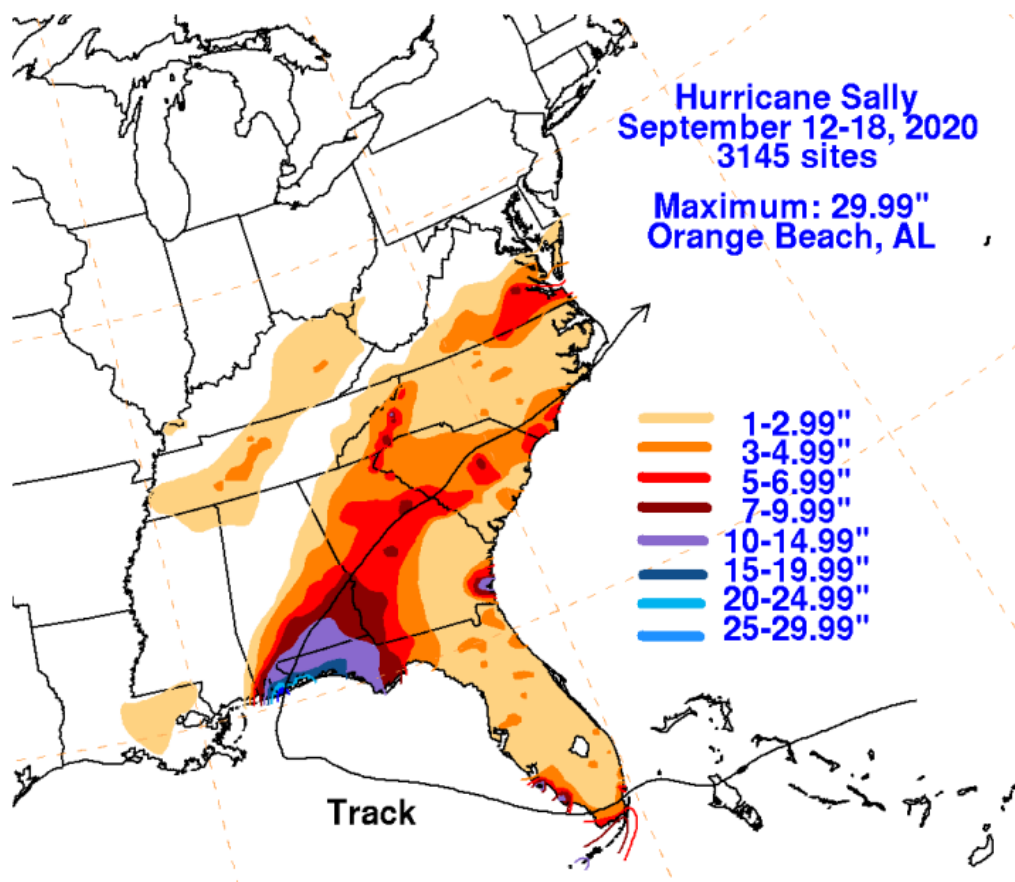 Hurricane Sally
September 12-18, 2020
3145 sites
Maximum: 29.99"
Orange Beach, AL
1-2.99"
3-4.99"
5-6.99"
7-9.99"
10-14.99"
15-19.99"
20-24.99"
25-29.99"
Track